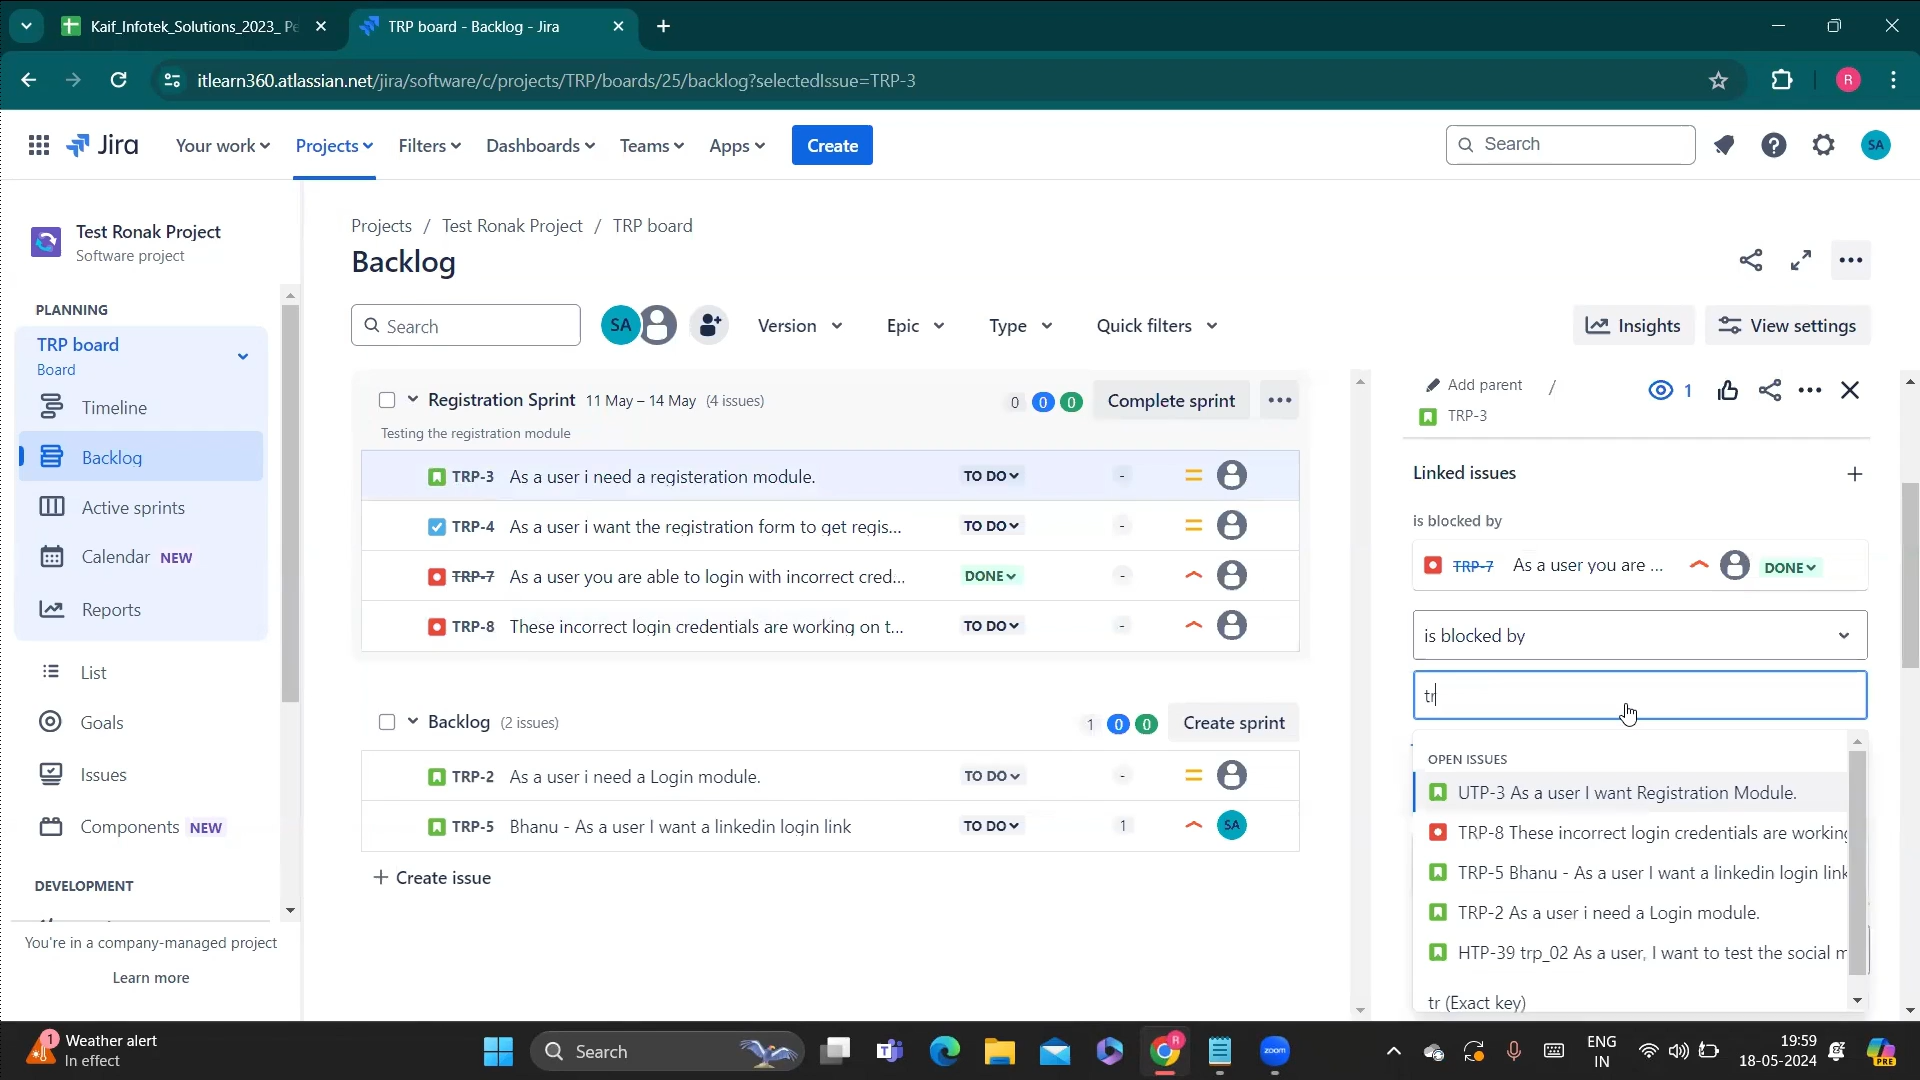 Kaif_Infotek_Solutions_2023_ Pe
TRP board - Backlog - Jira
itlearn360.atlassian.net/jira/software/c/projects/TRP/boards/25/backlog?selectedIssue=TRP-3
R
Jira
Your work
Projects
Filters
Dashboards
Teams
Apps
Create
Search
SA
Test Ronak Project
Software project
PLANNING
TRP board
Board
Timeline
Backlog
Active sprints
Calendar NEW
Reports
List
Goals
Issues
Components NEW
DEVELOPMENT
You're in a company-managed project
Learn more
Projects / Test Ronak Project / TRP board
Backlog
Search
SA
Version
Epic
Type
Quick filters
Insights
View settings
Registration Sprint 11 May – 14 May (4 issues)
0 0 0
Complete sprint
Testing the registration module
TRP-3 As a user i need a registeration module. TO DO -
TRP-4 As a user i want the registration form to get regis... TO DO -
TRP-7 As a user you are able to login with incorrect cred... DONE -
TRP-8 These incorrect login credentials are working on t... TO DO -
Backlog (2 issues)
1 0 0
Create sprint
TRP-2 As a user i need a Login module. TO DO -
TRP-5 Bhanu - As a user I want a linkedin login link TO DO 1 SA
+ Create issue
Add parent /
1
TRP-3
Linked issues
is blocked by
TRP-7 As a user you are ... DONE
is blocked by
tr
OPEN ISSUES
UTP-3 As a user I want Registration Module.
TRP-8 These incorrect login credentials are working
TRP-5 Bhanu - As a user I want a linkedin login link
TRP-2 As a user i need a Login module.
HTP-39 trp_02 As a user, I want to test the social m
tr (Exact key)
1
Weather alert
In effect
Search
R
zoom
ENG
IN
19:59
18-05-2024
PRE